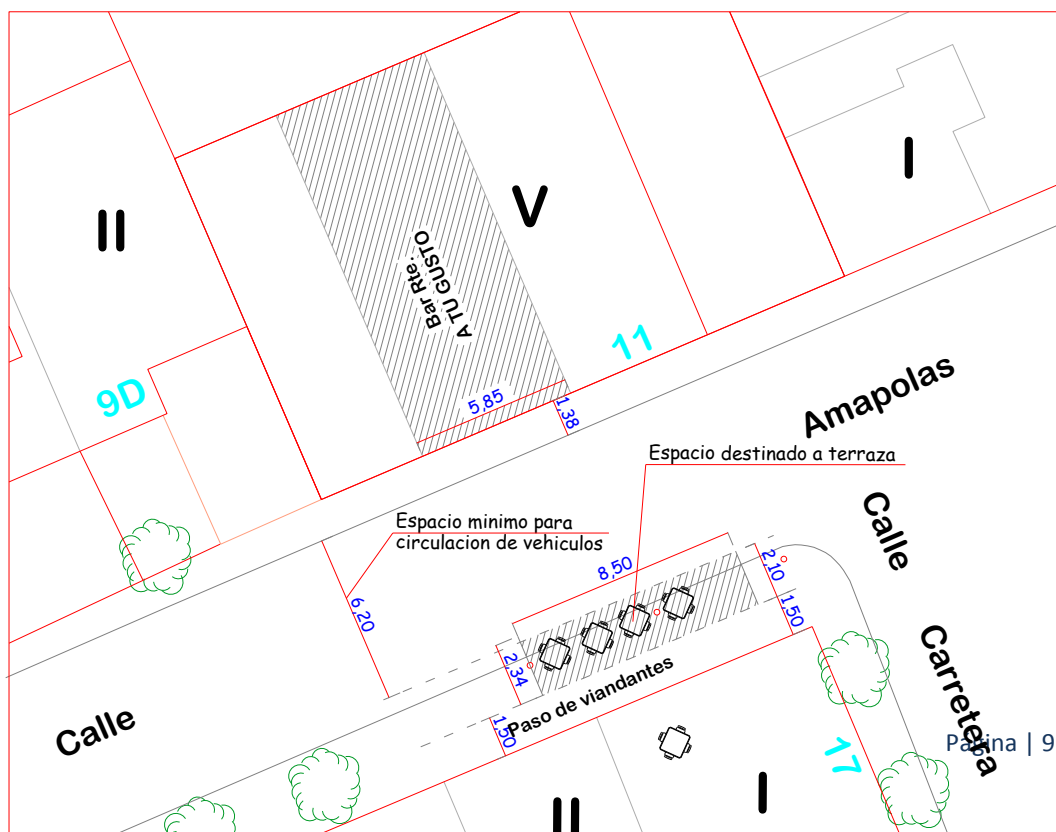 II
V
I
Bar Rte.
A TU GUSTO
11
9D
5,85
1,38
Amapolas
Espacio destinado a terraza
Calle
Espacio minimo para
circulacion de vehiculos
8,50
2,10
6,20
1,50
2,34
Paso de viandantes
Carretera
Calle
1,50
17
Página | 9
II
I